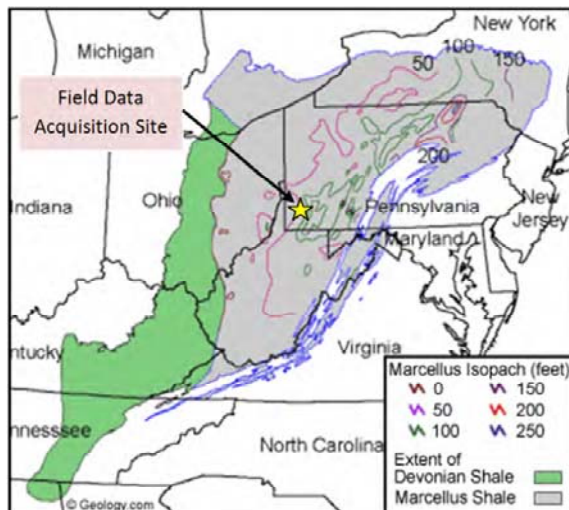 New York
Michigan
100
150
50
Field Data
Acquisition Site
200
Ohio
Indiana
Pennsylvania
New
Jersey
Maryland
ntucky
Virginia
nnesssee
North Carolina
Marcellus Isopach (feet)
0
150
50
200
100
250
Extent of
Devonian Shale
Marcellus Shale
© Geology.com